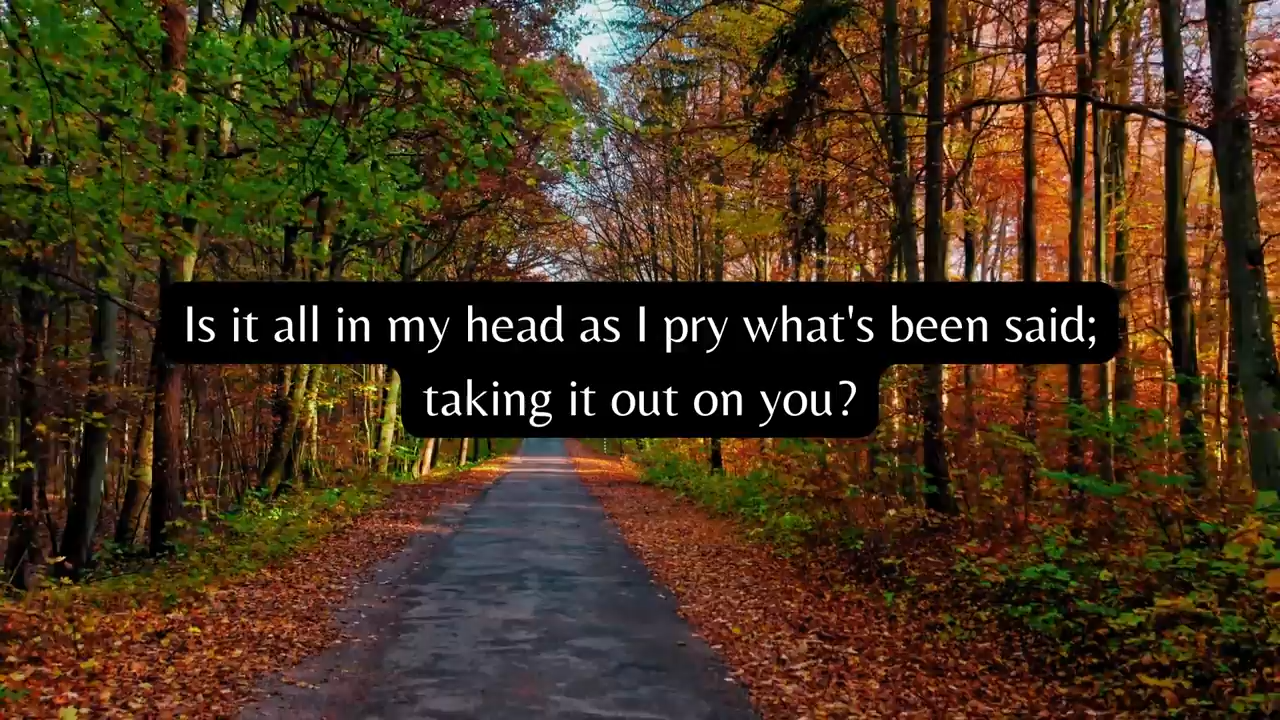 Is it all in my head as I pry what's been said;
taking it out on you?